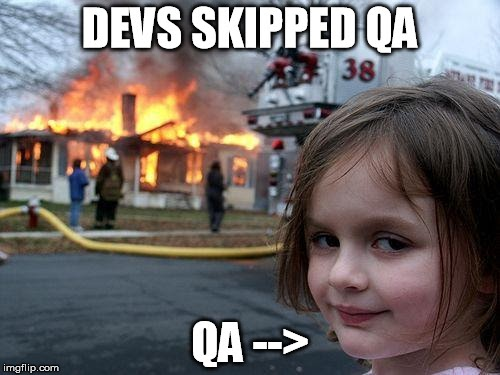 DEVS SKIPPED QA
38
QA -->
imgflip.com